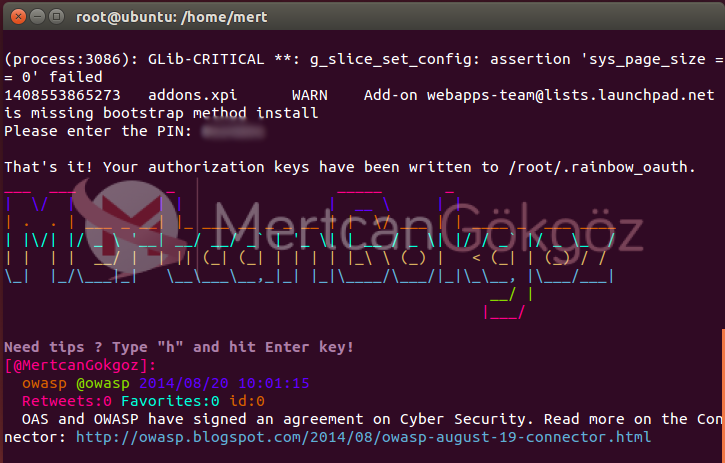 root@ubuntu: /home/mert
(process:3086): GLib-CRITICAL **: g_slice_set_config: assertion 'sys_page_size =
= 0' failed
1408553865273 addons.xpi WARN Add-on webapps-team@lists.launchpad.net
is missing bootstrap method install
Please enter the PIN:
That's it! Your authorization keys have been written to /root/.rainbow_oauth.
MertcanGökgöz
Need tips ? Type "h" and hit Enter key!
[@MertcanGokgoz]:
owasp @owasp 2014/08/20 10:01:15
Retweets:0 Favorites:0 id:0
OAS and OWASP have signed an agreement on Cyber Security. Read more on the Con
nector: http://owasp.blogspot.com/2014/08/owasp-august-19-connector.html